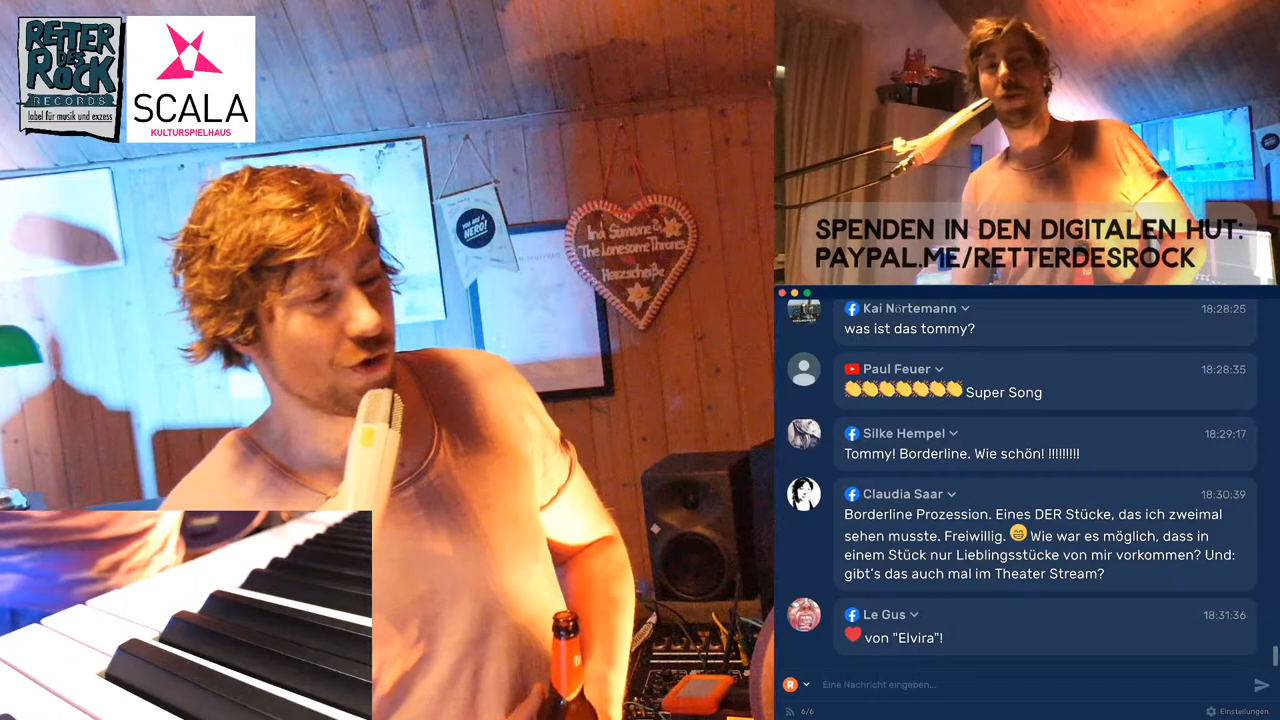 RETTER
DES
ROCK
RECORDS
label für musik und exzess
SCALA
KULTURSPIELHAUS
YOU ARE A
HERO!
Ina Simone &
The Lonesome Thrones
Herzscheiße
SPENDEN IN DEN DIGITALEN HUT:
PAYPAL.ME/RETTERDESROCK
Kai Nörtemann 18:28:25
was ist das tommy?
Paul Feuer 18:28:35
👏👏👏👏👏👏👏 Super Song
Silke Hempel 18:29:17
Tommy! Borderline. Wie schön! !!!!!!!!!
Claudia Saar 18:30:39
Borderline Prozession. Eines DER Stücke, das ich zweimal
sehen musste. Freiwillig. 😁 Wie war es möglich, dass in
einem Stück nur Lieblingsstücke von mir vorkommen? Und:
gibt's das auch mal im Theater Stream?
Le Gus 18:31:36
❤️ von "Elvira"!
R
Eine Nachricht eingeben...
6/6 Einstellungen